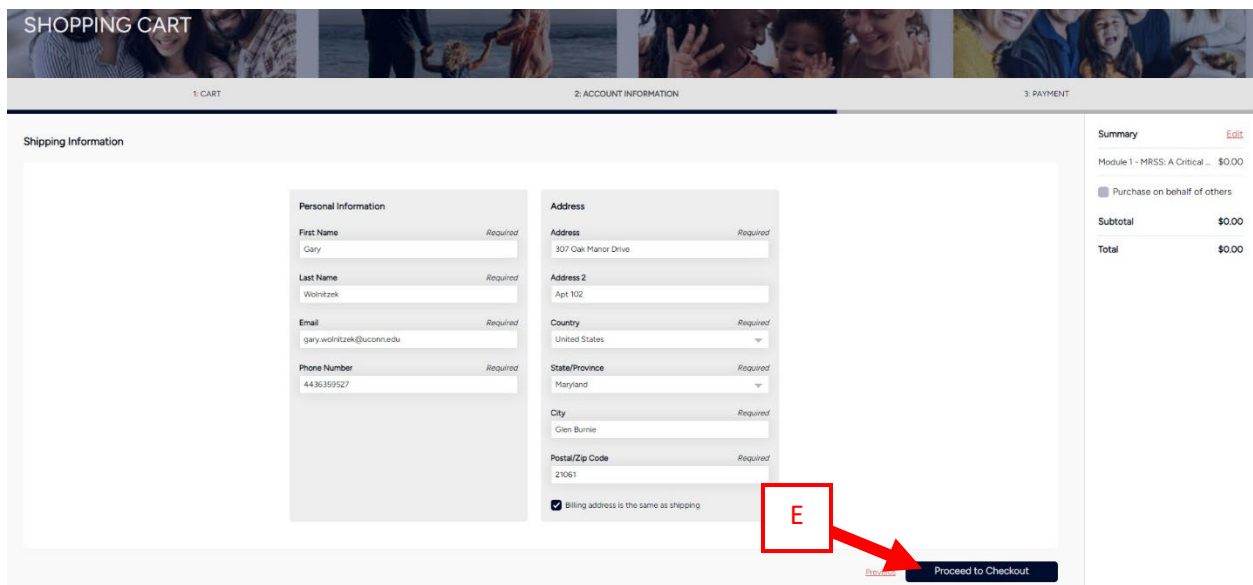 SHOPPING CART
1: CART
2: ACCOUNT INFORMATION
3: PAYMENT
Shipping Information
Personal Information
First Name Required
Gary
Last Name Required
Wolnitzek
Email Required
gary.wolnitzek@uconn.edu
Phone Number Required
4436359527
Address
Address Required
307 Oak Manor Drive
Address 2
Apt 102
Country Required
United States
State/Province Required
Maryland
City Required
Glen Burnie
Postal/Zip Code Required
21061
Billing address is the same as shipping
E
Previous
Proceed to Checkout
Summary Edit
Module 1 - MRSS: A Critical ... $0.00
Purchase on behalf of others
Subtotal $0.00
Total $0.00